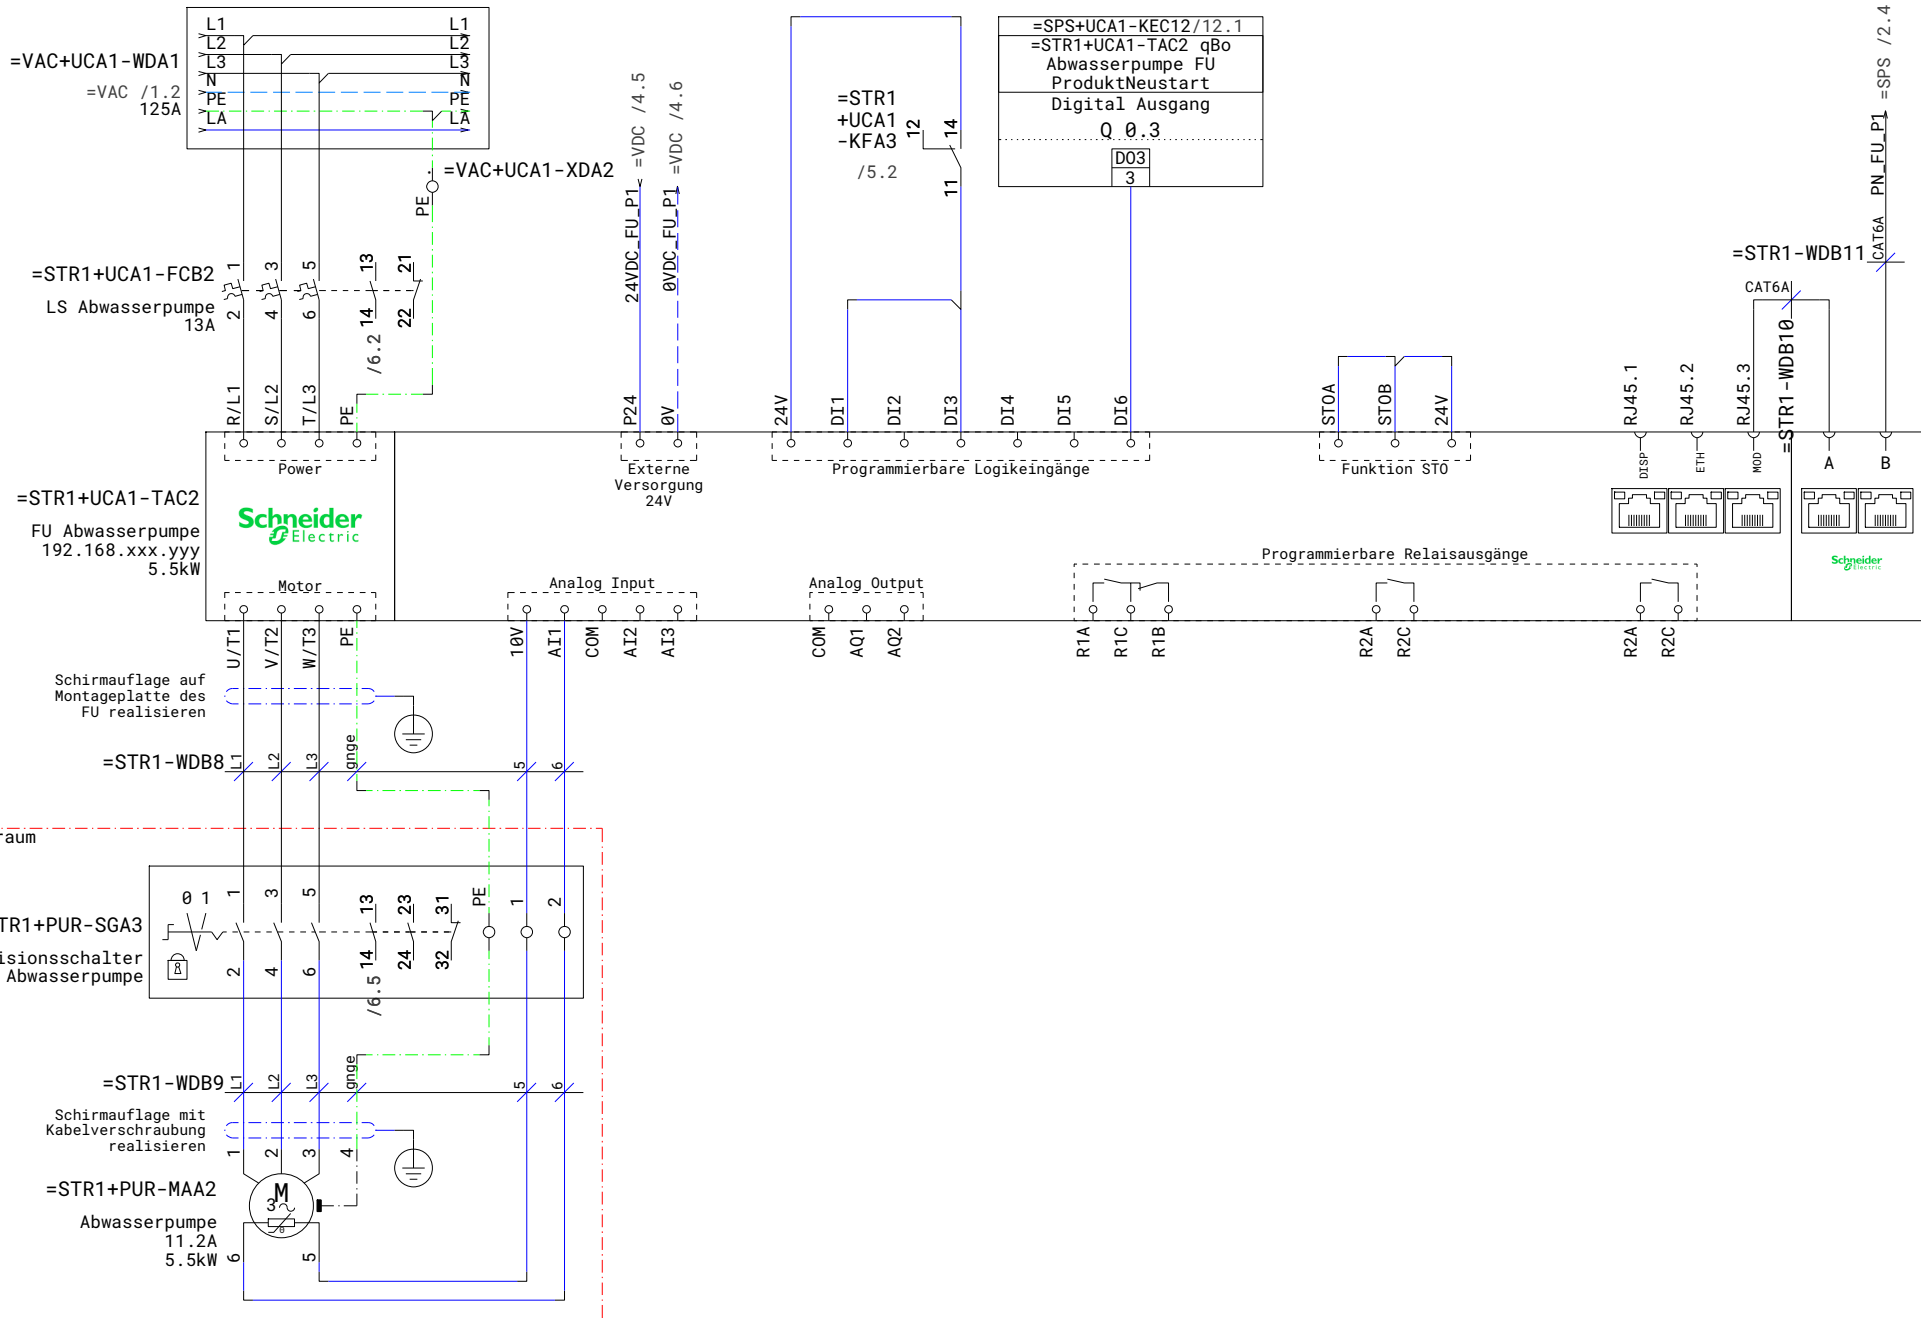 L1 L1
L2 L2
L3 L3
N N
PE PE
LA LA
=VAC+UCA1-WDA1
=VAC /1.2
125A
=VAC+UCA1-XDA2
PE
=STR1+UCA1-FCB2
LS Abwasserpumpe
13A
1 3 5 13 21
2 4 6 14 22
/6.2
24VDC_FU_P1 =VDC /4.5
0VDC_FU_P1 =VDC /4.6
=STR1
+UCA1
-KFA3
/5.2
12 14
11
=SPS+UCA1-KEC12/12.1
=STR1+UCA1-TAC2 qBo
Abwasserpumpe FU
ProduktNeustart
Digital Ausgang
Q 0.3
DO3
3
PN_FU_P1 =SPS /2.4
CAT6A
=STR1-WDB11
CAT6A
=STR1-WDB10
R/L1 S/L2 T/L3 PE
P24 0V
24V DI1 DI2 DI3 DI4 DI5 DI6
STOA STOB 24V
RJ45.1 RJ45.2 RJ45.3
Power
Externe
Versorgung
24V
Programmierbare Logikeingänge
Funktion STO
DISP ETH MOD A B
=STR1+UCA1-TAC2
FU Abwasserpumpe
192.168.xxx.yyy
5.5kW
Schneider
Electric
Schneider
Electric
Programmierbare Relaisausgänge
Motor
Analog Input
Analog Output
U/T1 V/T2 W/T3 PE
10V AI1 COM AI2 AI3
COM AQ1 AQ2
R1A R1C R1B
R2A R2C
R2A R2C
Schirmauflage auf
Montageplatte des
FU realisieren
=STR1-WDB8
L1 L2 L3 gnge 5 6
raum
0 1
1 3 5 13 23 31 PE 1 2
TR1+PUR-SGA3
isionsschalter
Abwasserpumpe
2 4 6 14 24 32
/6.5
=STR1-WDB9
L1 L2 L3 gnge 5 6
Schirmauflage mit
Kabelverschraubung
realisieren
1 2 3 4
=STR1+PUR-MAA2
Abwasserpumpe
11.2A
5.5kW
M
3
6 5